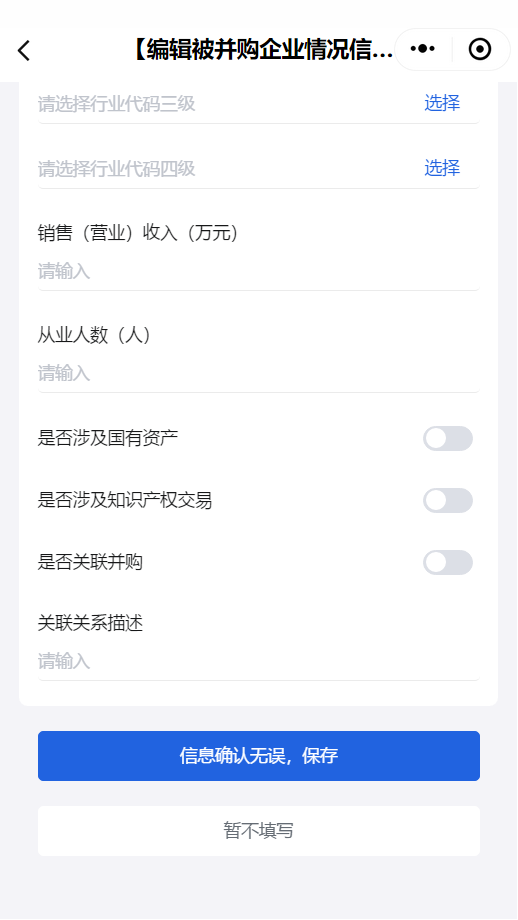 【编辑被并购企业情况信...
请选择行业代码三级 选择
请选择行业代码四级 选择
销售（营业）收入（万元）
请输入
从业人数（人）
请输入
是否涉及国有资产
是否涉及知识产权交易
是否关联并购
关联关系描述
请输入
信息确认无误，保存
暂不填写